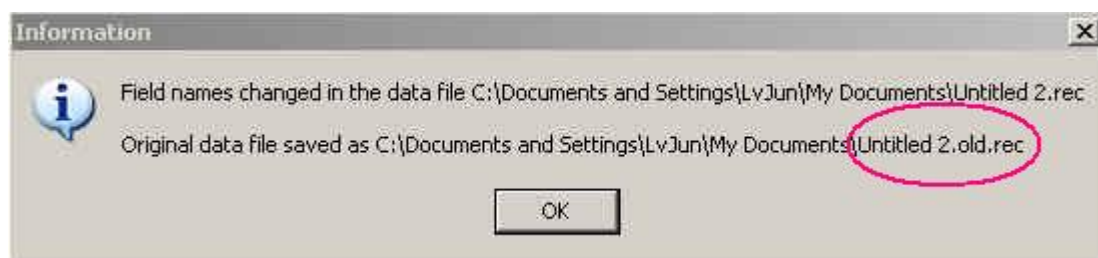 Information
Field names changed in the data file C:\Documents and Settings\LvJun\My Documents\Untitled 2.rec
Original data file saved as C:\Documents and Settings\LvJun\My Documents\Untitled 2.old.rec
OK